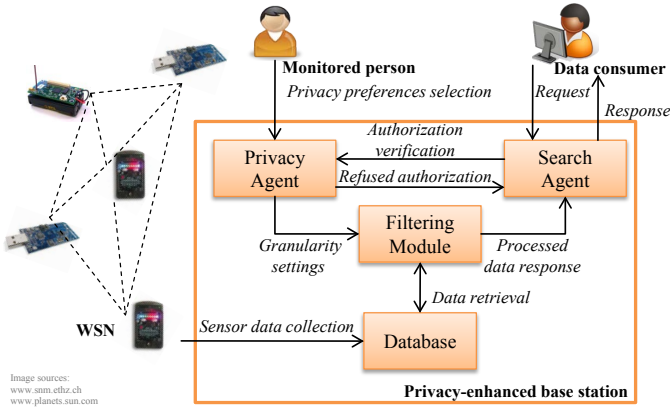 Monitored person
Data consumer
Privacy preferences selection
Request
Response
Authorization
verification
Privacy
Agent
Search
Agent
Refused authorization
Granularity
settings
Filtering
Module
Processed
data response
Data retrieval
WSN
Sensor data collection
Database
Image sources:
www.snm.ethz.ch
www.planets.sun.com
Privacy-enhanced base station